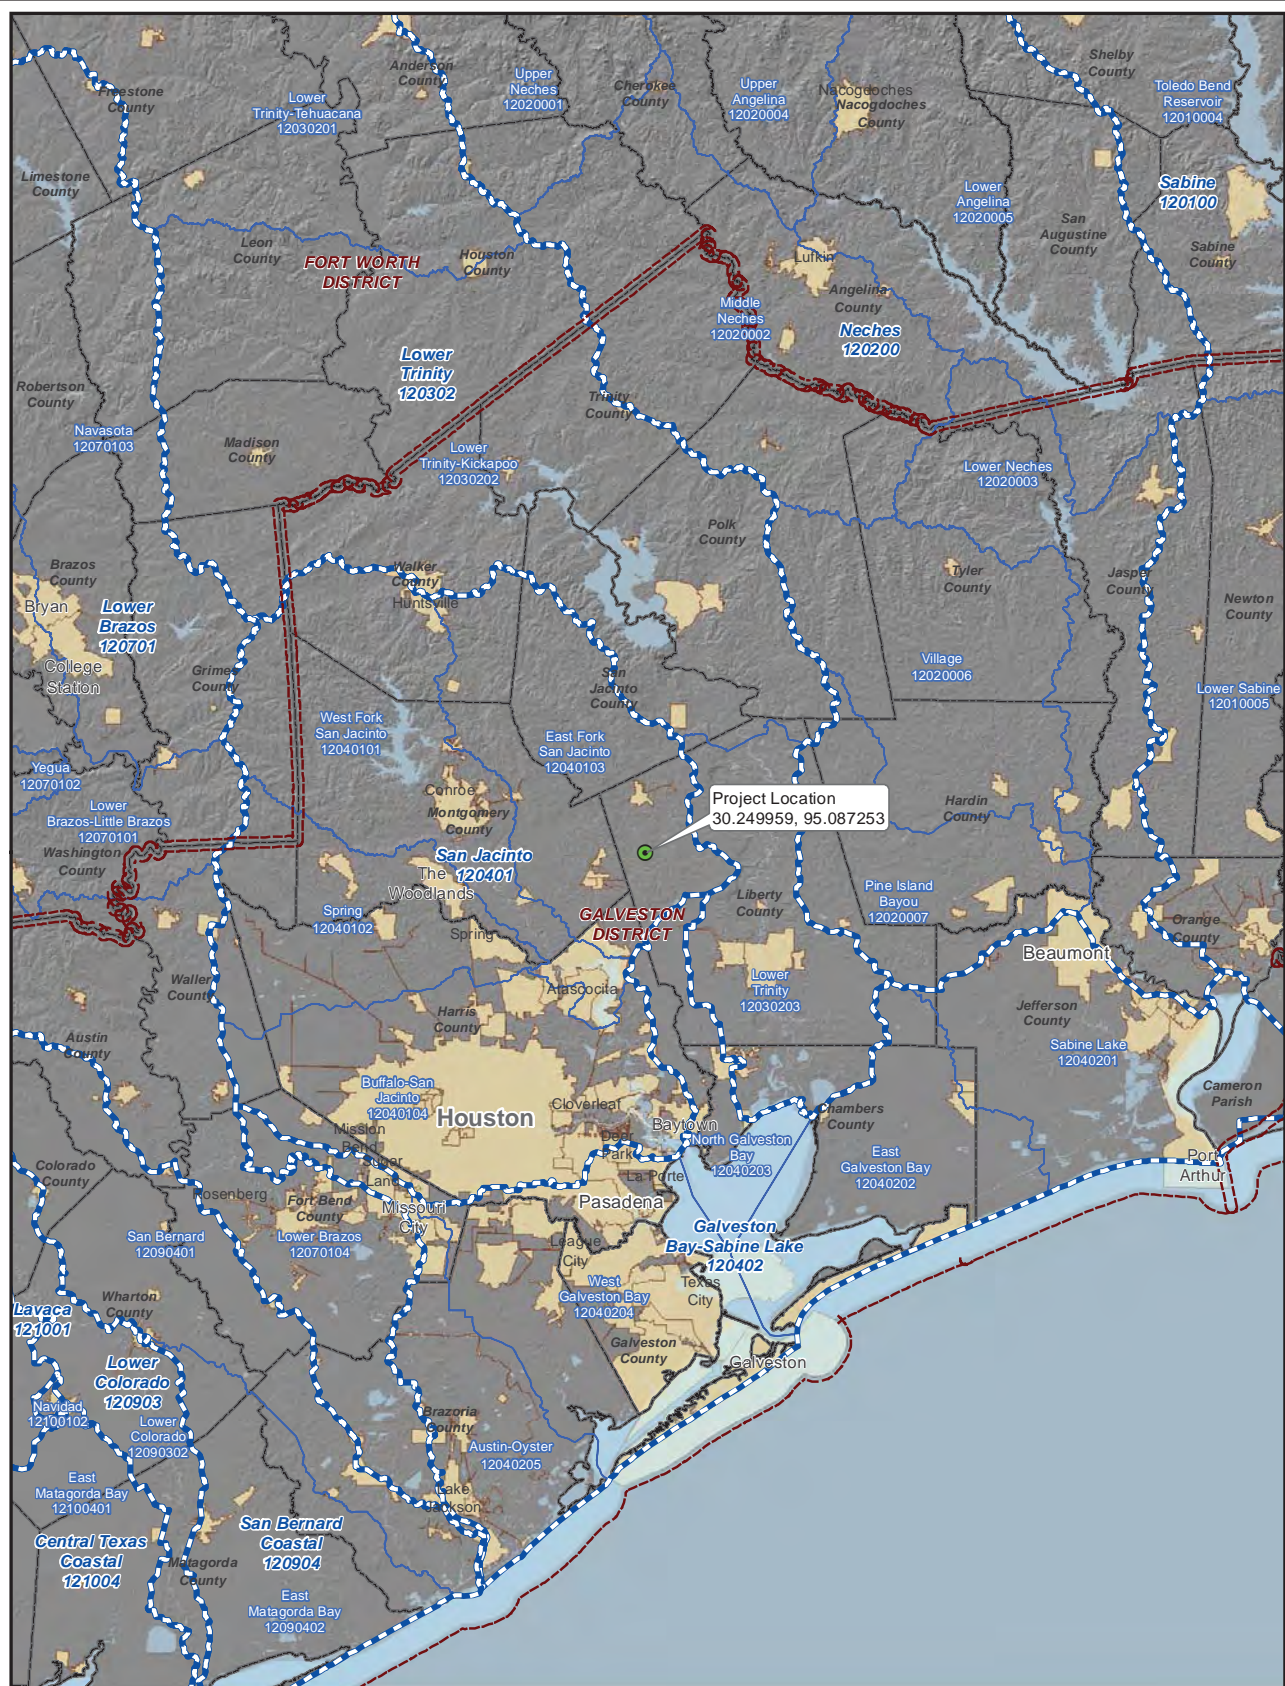 Shelby
County
Anderson
County
Upper
Neches
12020001
Cherokee
County
Upper
Angelina
12020004
Nacogdoches
Nacogdoches
County
Toledo Bend
Reservoir
12010004
Freestone
County
Lower
Trinity-Tehuacana
12030201
Limestone
County
Lower
Angelina
12020005
Sabine
120100
San
Augustine
County
Sabine
County
Leon
County
FORT WORTH
DISTRICT
Houston
County
Lufkin
Angelina
County
Middle
Neches
12020002
Neches
120200
Lower
Trinity
120302
Robertson
County
Trinity
County
Navasota
12070103
Madison
County
Lower
Trinity-Kickapoo
12030202
Lower Neches
12020003
Polk
County
Brazos
County
Bryan
Lower
Brazos
120701
Walker
County
Huntsville
Tyler
County
Jasper
County
Newton
County
College
Station
Grimes
County
San
Jacinto
County
Village
12020006
Lower Sabine
12010005
West Fork
San Jacinto
12040101
East Fork
San Jacinto
12040103
Yegua
12070102
Lower
Brazos-Little Brazos
12070101
Washington
County
Conroe
Montgomery
County
Project Location
30.249959, 95.087253
Hardin
County
San Jacinto
120401
The
Woodlands
Spring
12040102
Spring
GALVESTON
DISTRICT
Liberty
County
Pine Island
Bayou
12020007
Orange
County
Beaumont
Waller
County
Atascocita
Lower
Trinity
12030203
Harris
County
Jefferson
County
Austin
County
Sabine Lake
12040201
Buffalo-San
Jacinto
12040104
Houston
Cloverleaf
Cameron
Parish
Chambers
County
Mission
Bend
Sugar
Land
Deer
Park
Baytown
North Galveston
Bay
12040203
East
Galveston Bay
12040202
Port
Arthur
Colorado
County
La Porte
Rosenberg
Fort Bend
County
Missouri
City
Pasadena
San Bernard
12090401
Lower Brazos
12070104
League
City
Galveston
Bay-Sabine Lake
120402
West
Galveston Bay
12040204
Texas
City
Wharton
County
Lavaca
121001
Galveston
County
Galveston
Lower
Colorado
120903
Navidad
12100102
Lower
Colorado
12090302
Brazoria
County
Austin-Oyster
12040205
East
Matagorda Bay
12100401
Lake
Jackson
San Bernard
Coastal
120904
Central Texas
Coastal
121004
Matagorda
County
East
Matagorda Bay
12090402